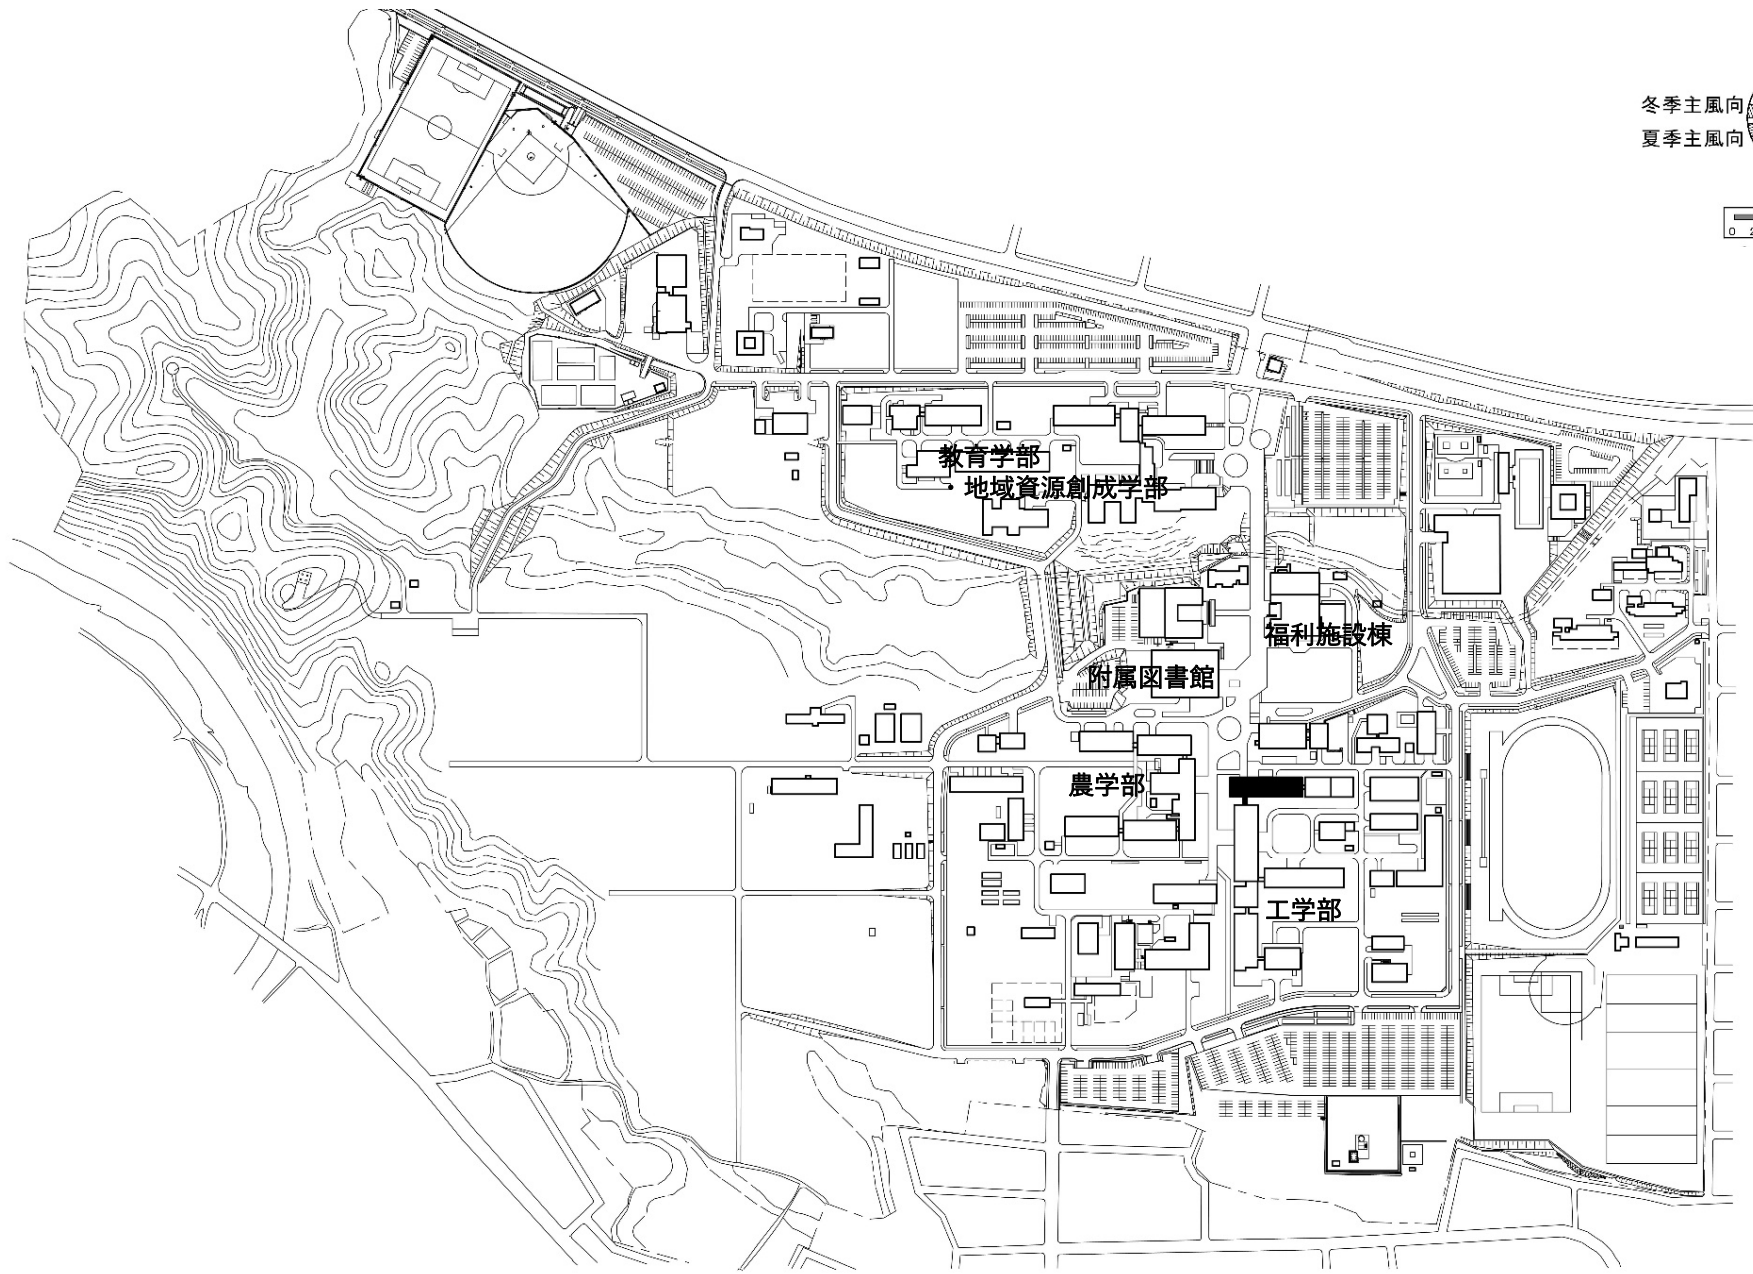 冬季主風向
夏季主風向
0
教育学部
・地域資源創成学部
福利施設棟
附属図書館
農学部
工学部